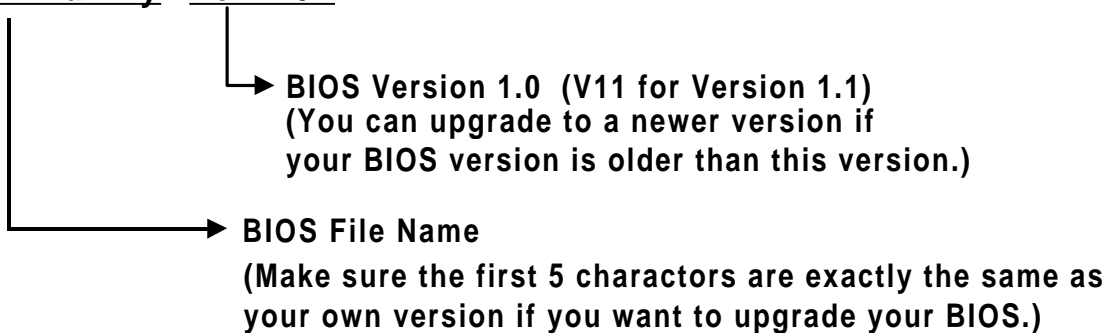 BIOS Version 1.0 (V11 for Version 1.1)
(You can upgrade to a newer version if
your BIOS version is older than this version.)
BIOS File Name
(Make sure the first 5 charactors are exactly the same as
your own version if you want to upgrade your BIOS.)